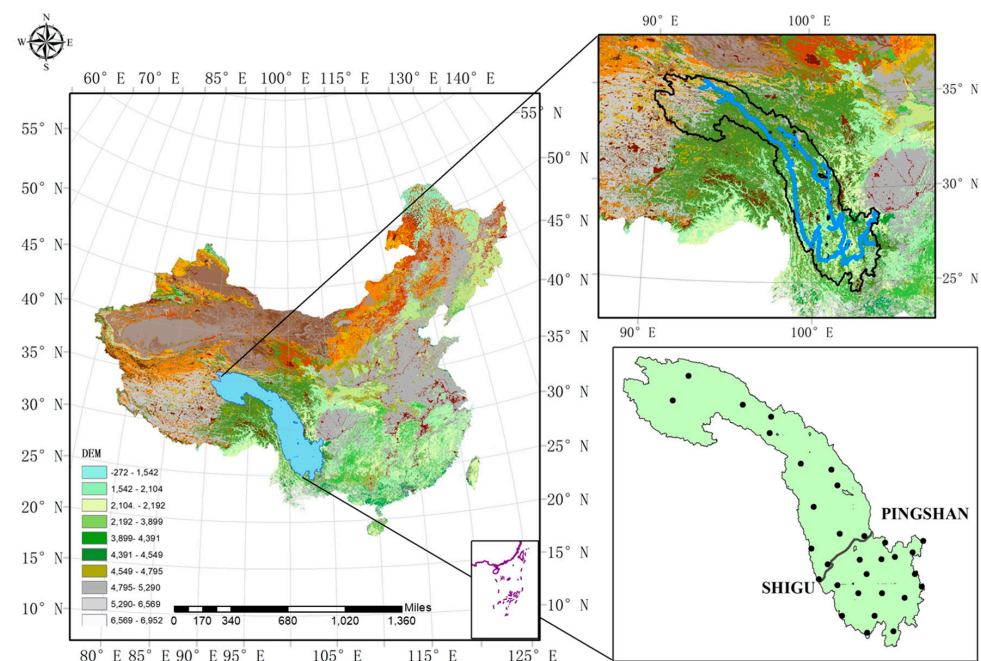 N
W E
S
60° E 70° E 85° E 100° E 115° E 130° E 140° E
55° N
50° N
45° N
40° N
35° N
30° N
25° N
20° N
15° N
10° N
55° N
50° N
45° N
40° N
35° N
30° N
25° N
20° N
15° N
10° N
80° E 85° E 90° E 95° E 105° E 115° E 125° E
DEM
-272 - 1,542
1,542 - 2,104
2,104. - 2,192
2,192 - 3,899
3,899- 4,391
4,391 - 4,549
4,549 - 4,795
4,795- 5,290
5,290- 6,569
6,569 - 6,952
Miles
0 170 340 680 1,020 1,360
90° E 100° E
35° N
30° N
25° N
90° E 100° E
PINGSHAN
SHIGU